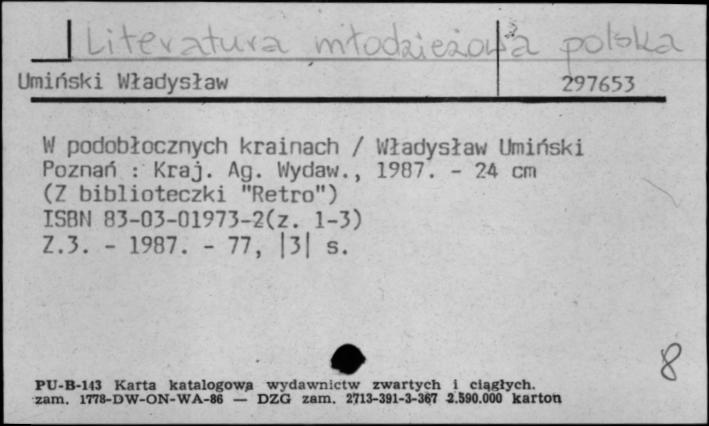 Literatura młodzieżowa polska
Umiński Władysław 297653
W podobłocznych krainach / Władysław Umiński
Poznań : Kraj. Ag. Wydaw., 1987. - 24 cm
(Z biblioteczki "Retro")
ISBN 83-03-01973-2(z. 1-3)
Z.3. - 1987. - 77, |3| s.
8
PU-B-143 Karta katalogowa wydawnictw zwartych i ciągłych.
zam. 1778-DW-ON-WA-86 — DZG zam. 2713-391-3-367 2.590.000 karton